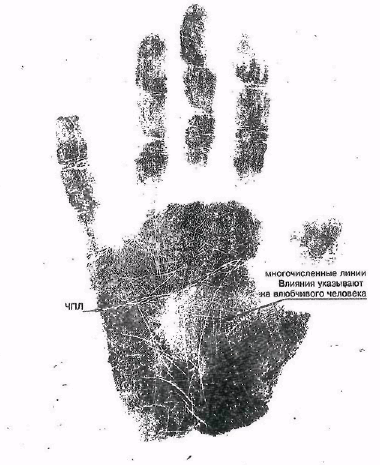 многочисленные линии
Влияния указывают
на влюбчивого человека
ЧПЛ